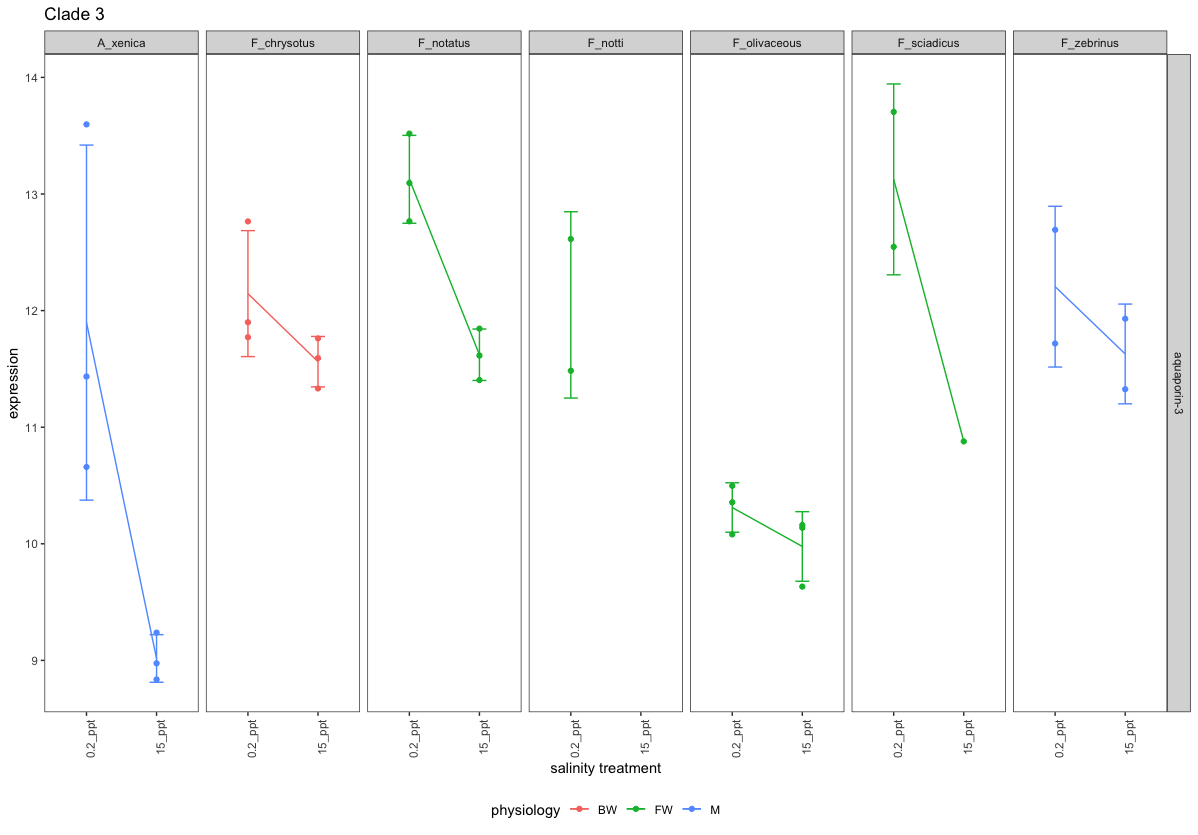 Clade 3
A_xenica F_chrysotus F_notatus F_notti F_olivaceous F_sciadicus F_zebrinus
14
13
12
11
10
9
expression
aquaporin-3
0.2_ppt 15_ppt 0.2_ppt 15_ppt 0.2_ppt 15_ppt 0.2_ppt 15_ppt 0.2_ppt 15_ppt 0.2_ppt 15_ppt 0.2_ppt 15_ppt
salinity treatment
physiology BW FW M